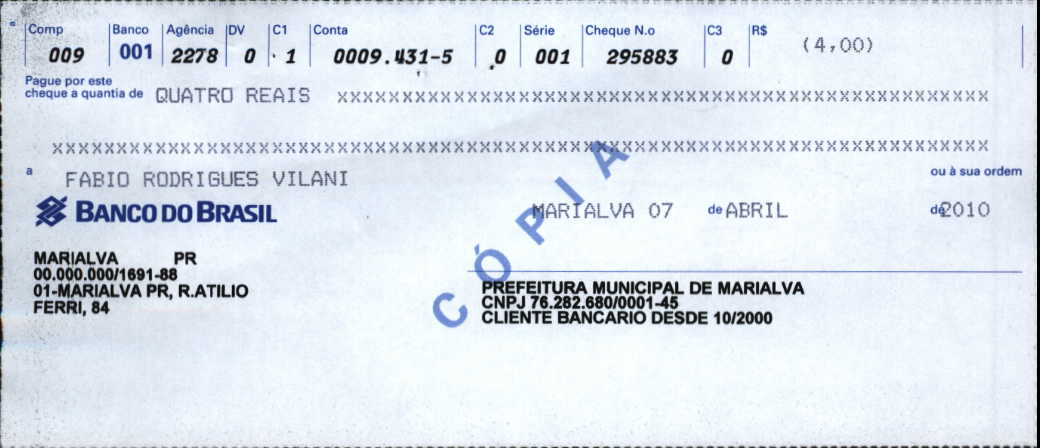 Comp Banco Agência DV C1 Conta C2 Série Cheque N.o C3 R$
009 001 2278 0 1 0009.431-5 0 001 295883 0 (4,00)
Pague por este
cheque a quantia de QUATRO REAIS XXXXXXXXXXXXXXXXXXXXXXXXXXXXXXXXXXXXXXXXXXXXXXXXXX
XXXXXXXXXXXXXXXXXXXXXXXXXXXXXXXXXXXXXXXXXXXXXXXXXXXXXXXXXXXXXXXXXXXXXXXX
a FABIO RODRIGUES VILANI ou à sua ordem
BANCO DO BRASIL MARIALVA 07 de ABRIL de 2010
MARIALVA PR
00.000.000/1691-88
01-MARIALVA PR, R.ATILIO
FERRI, 84
PREFEITURA MUNICIPAL DE MARIALVA
CNPJ 76.282.680/0001-45
CLIENTE BANCARIO DESDE 10/2000
CÓPIA